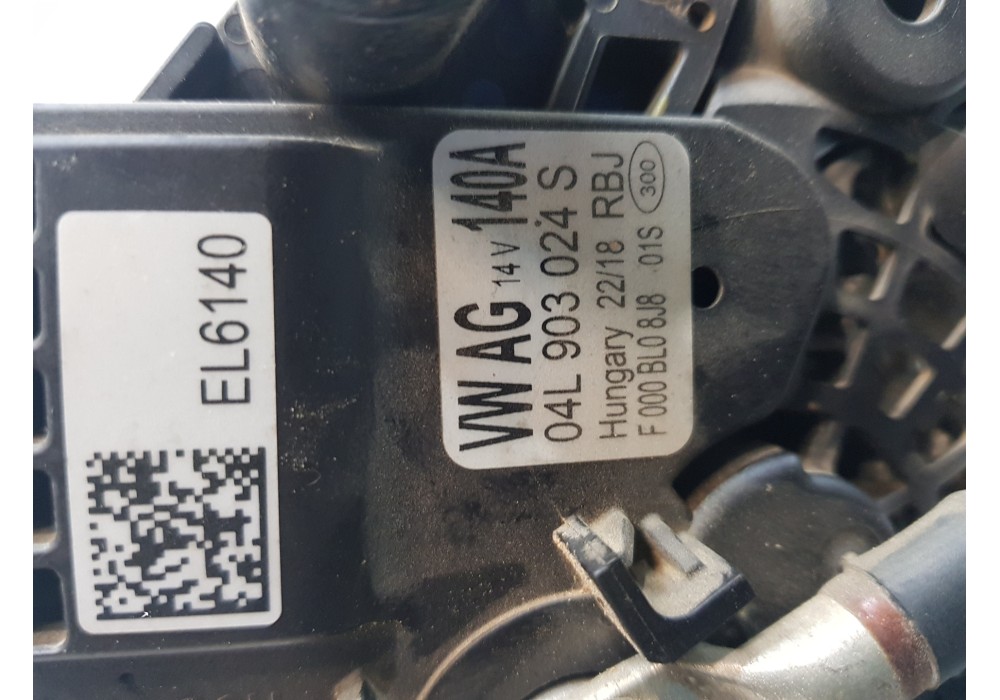 EL6140
VW AG 14 V 140A
04L 903 024 S
Hungary 22/18 RBJ
F 000 BL0 8J8 01S 300